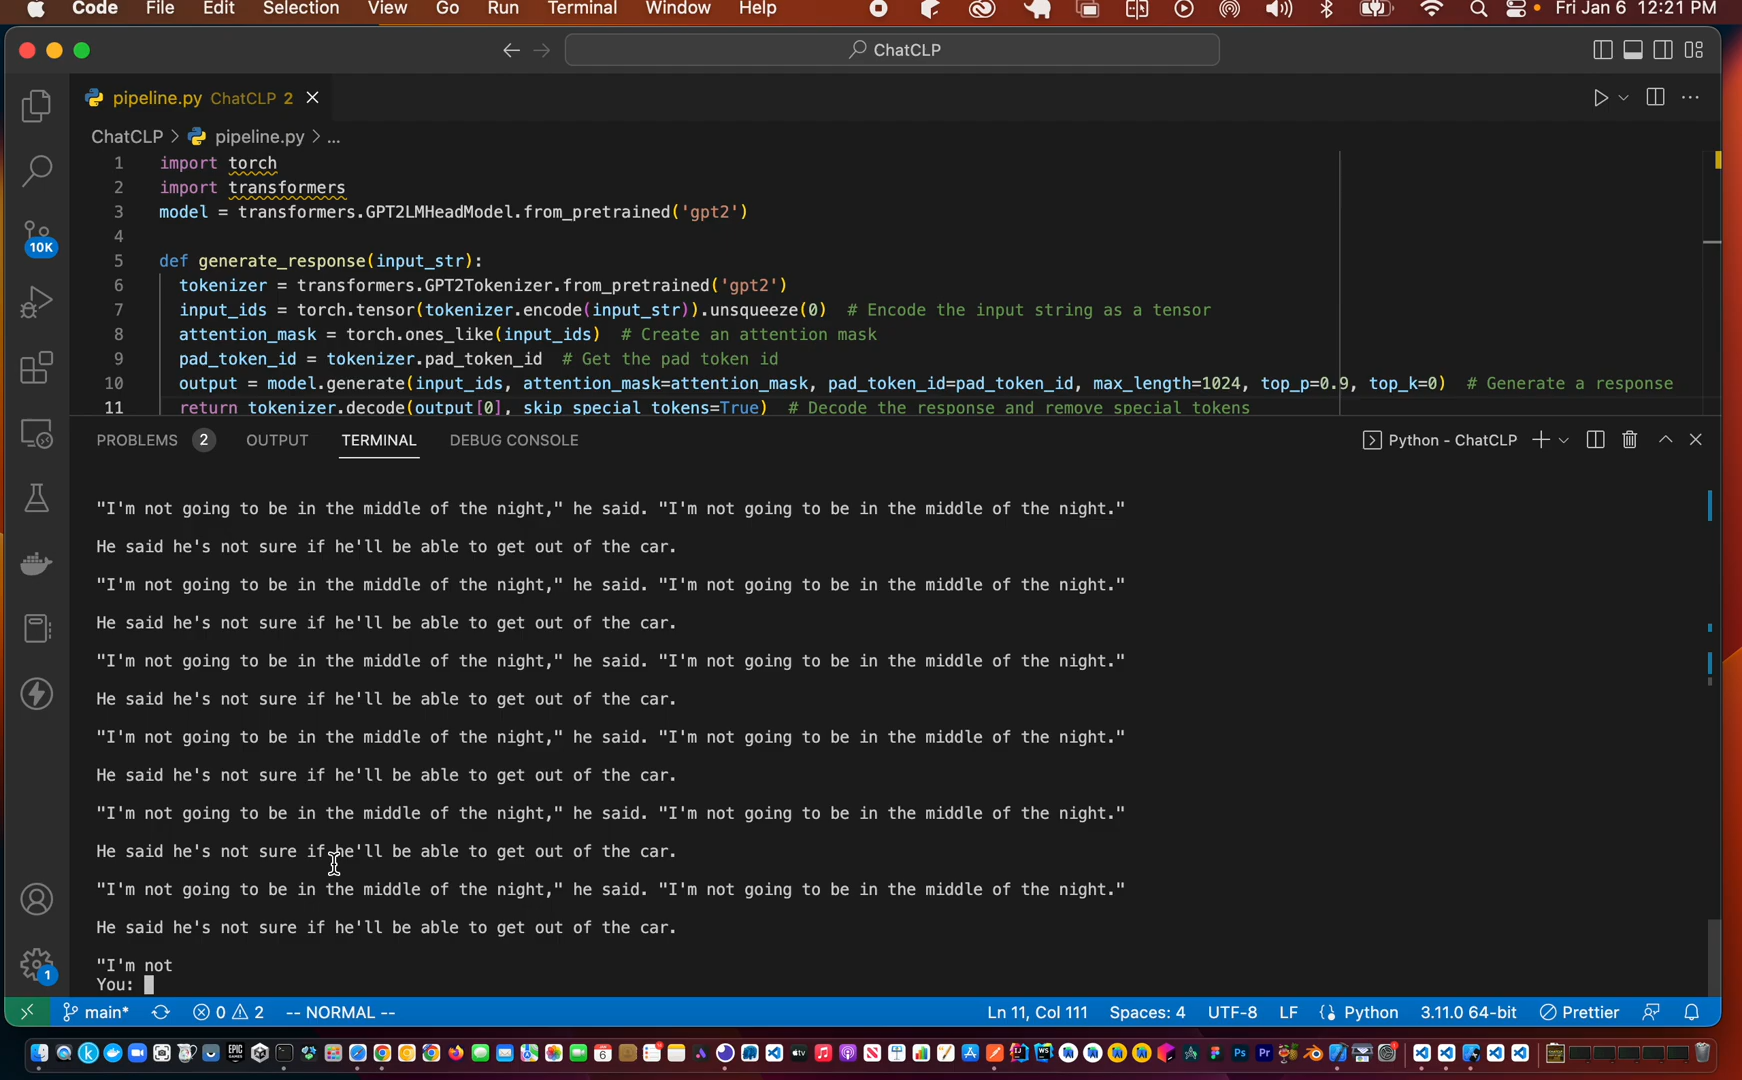 Code File Edit Selection View Go Run Terminal Window Help Fri Jan 6 12:21 PM
ChatCLP
pipeline.py ChatCLP 2
ChatCLP > pipeline.py > ...
1 import torch
2 import transformers
3 model = transformers.GPT2LMHeadModel.from_pretrained('gpt2')
4
5 def generate_response(input_str):
6 tokenizer = transformers.GPT2Tokenizer.from_pretrained('gpt2')
7 input_ids = torch.tensor(tokenizer.encode(input_str)).unsqueeze(0) # Encode the input string as a tensor
8 attention_mask = torch.ones_like(input_ids) # Create an attention mask
9 pad_token_id = tokenizer.pad_token_id # Get the pad token id
10 output = model.generate(input_ids, attention_mask=attention_mask, pad_token_id=pad_token_id, max_length=1024, top_p=0.9, top_k=0) # Generate a response
11 return tokenizer.decode(output[0], skip_special_tokens=True) # Decode the response and remove special tokens
10K
PROBLEMS 2 OUTPUT TERMINAL DEBUG CONSOLE Python - ChatCLP
"I'm not going to be in the middle of the night," he said. "I'm not going to be in the middle of the night."
He said he's not sure if he'll be able to get out of the car.
"I'm not going to be in the middle of the night," he said. "I'm not going to be in the middle of the night."
He said he's not sure if he'll be able to get out of the car.
"I'm not going to be in the middle of the night," he said. "I'm not going to be in the middle of the night."
He said he's not sure if he'll be able to get out of the car.
"I'm not going to be in the middle of the night," he said. "I'm not going to be in the middle of the night."
He said he's not sure if he'll be able to get out of the car.
"I'm not going to be in the middle of the night," he said. "I'm not going to be in the middle of the night."
He said he's not sure if he'll be able to get out of the car.
"I'm not going to be in the middle of the night," he said. "I'm not going to be in the middle of the night."
He said he's not sure if he'll be able to get out of the car.
"I'm not
You:
1
main* 0 2 -- NORMAL -- Ln 11, Col 111 Spaces: 4 UTF-8 LF Python 3.11.0 64-bit Prettier